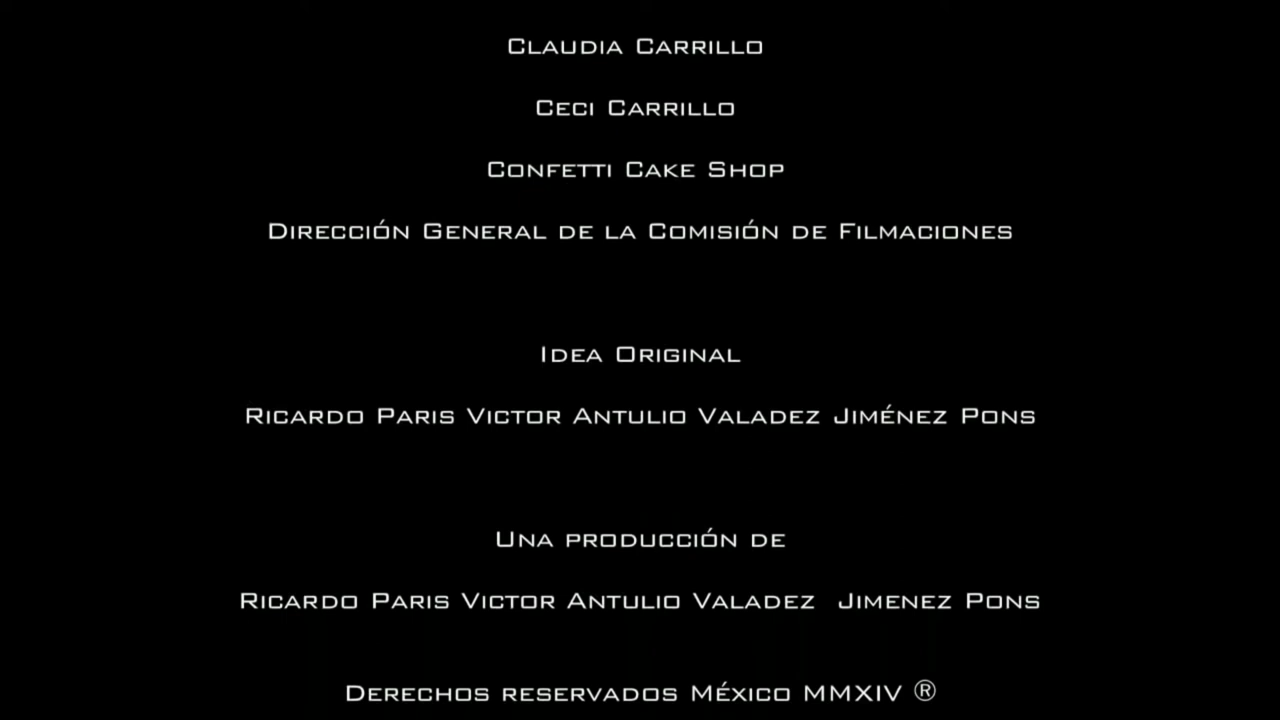 Claudia Carrillo
Ceci Carrillo
Confetti Cake Shop
Dirección General de la Comisión de Filmaciones
Idea Original
Ricardo Paris Victor Antulio Valadez Jiménez Pons
Una producción de
Ricardo Paris Victor Antulio Valadez Jimenez Pons
Derechos reservados México MMXIV ®